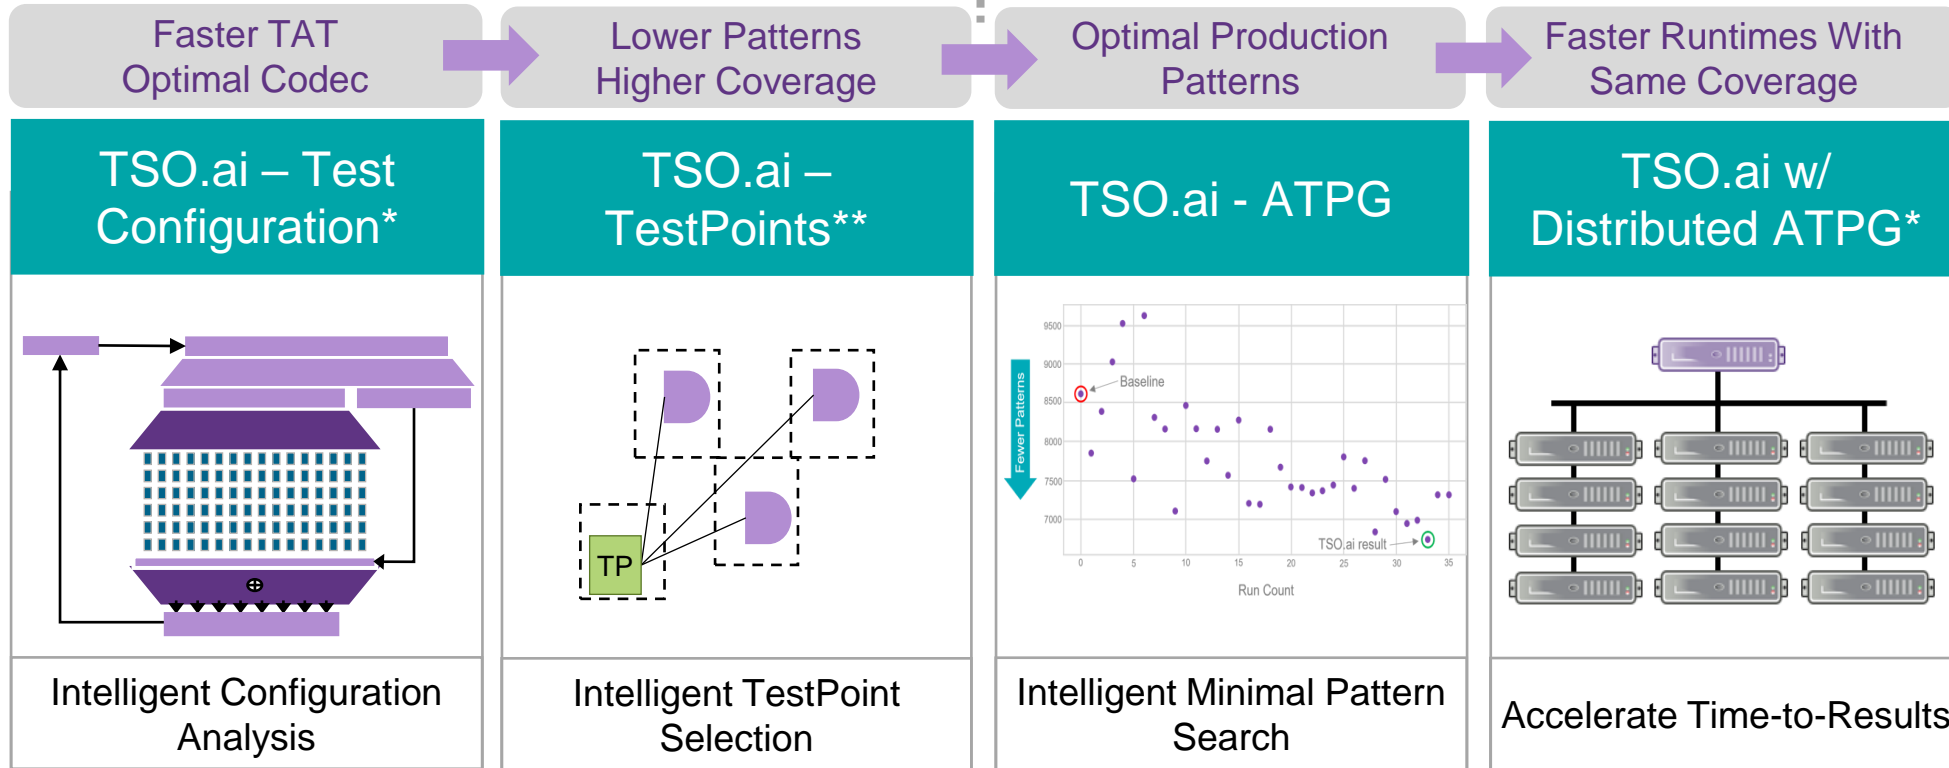 Faster TAT
Optimal Codec
Lower Patterns
Higher Coverage
Optimal Production
Patterns
Faster Runtimes With
Same Coverage
TSO.ai – Test
Configuration*
TSO.ai –
TestPoints**
TSO.ai - ATPG
TSO.ai w/
Distributed ATPG*
TP
Fewer Patterns
9500
9000
8500
8000
7500
7000
Baseline
TSO.ai result
0
5
10
15
20
25
30
35
Run Count
Intelligent Configuration
Analysis
Intelligent TestPoint
Selection
Intelligent Minimal Pattern
Search
Accelerate Time-to-Results